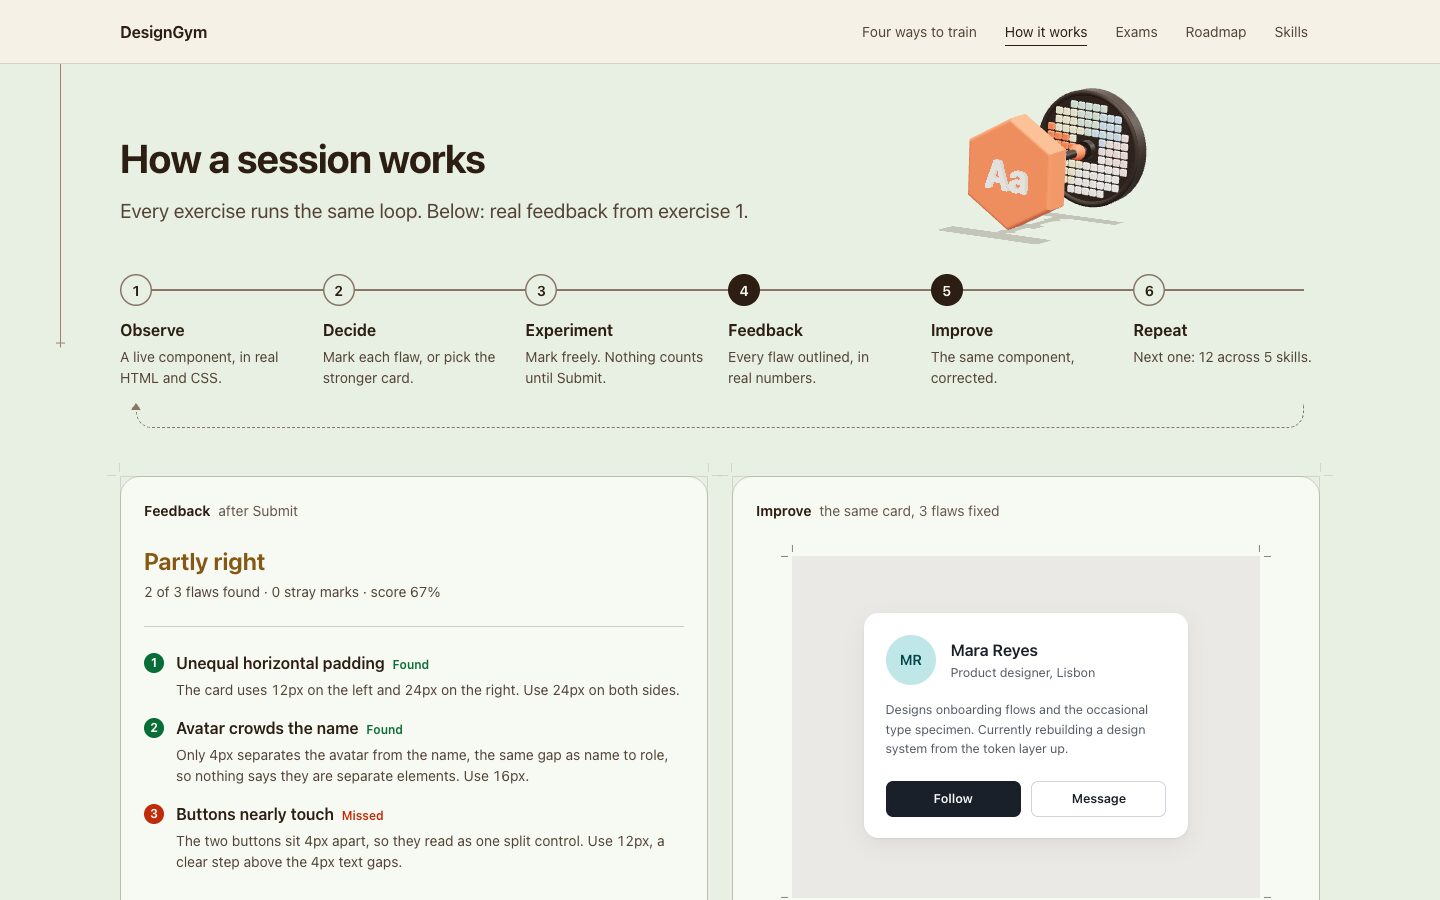 DesignGym
Four ways to train
How it works
Exams
Roadmap
Skills
How a session works
Every exercise runs the same loop. Below: real feedback from exercise 1.
Aa
1
2
3
4
5
6
Observe
A live component, in real
HTML and CSS.
Decide
Mark each flaw, or pick the
stronger card.
Experiment
Mark freely. Nothing counts
until Submit.
Feedback
Every flaw outlined, in
real numbers.
Improve
The same component,
corrected.
Repeat
Next one: 12 across 5 skills.
Feedback after Submit
Partly right
2 of 3 flaws found · 0 stray marks · score 67%
1 Unequal horizontal padding Found
The card uses 12px on the left and 24px on the right. Use 24px on both sides.
2 Avatar crowds the name Found
Only 4px separates the avatar from the name, the same gap as name to role,
so nothing says they are separate elements. Use 16px.
3 Buttons nearly touch Missed
The two buttons sit 4px apart, so they read as one split control. Use 12px, a
clear step above the 4px text gaps.
Improve the same card, 3 flaws fixed
MR
Mara Reyes
Product designer, Lisbon
Designs onboarding flows and the occasional
type specimen. Currently rebuilding a design
system from the token layer up.
Follow
Message